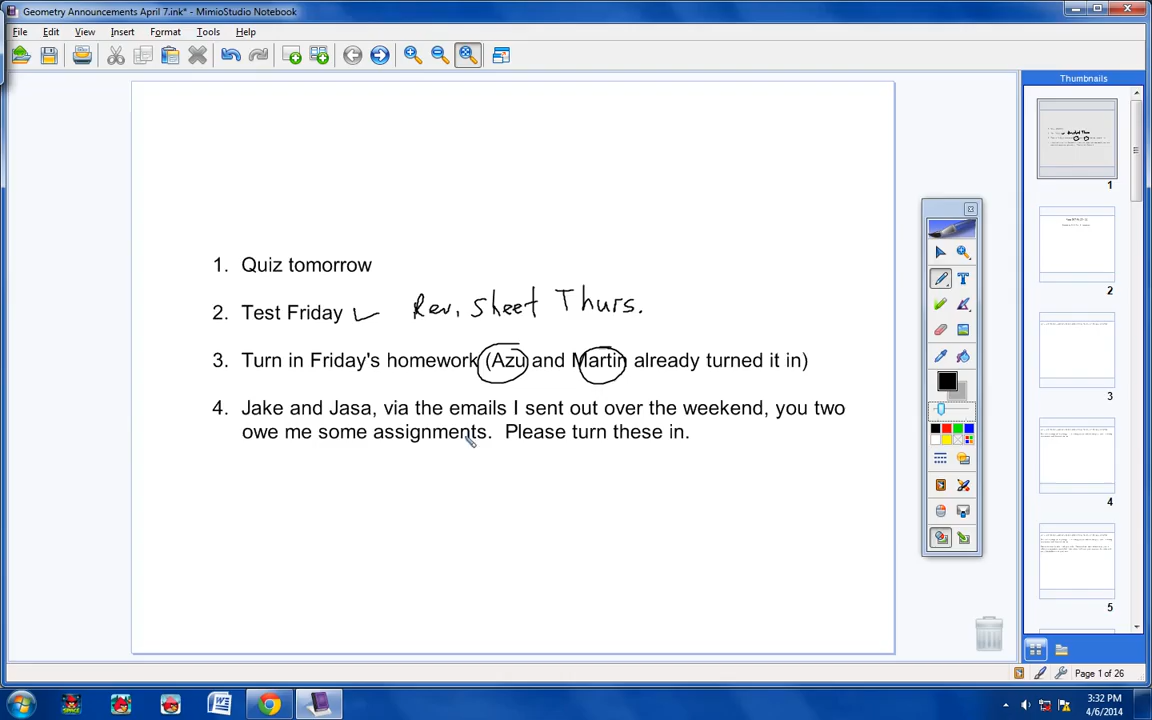 Geometry Announcements April 7.ink* - MimioStudio Notebook
File Edit View Insert Format Tools Help
Thumbnails
1. Quiz tomorrow
2. Test Friday ✓ Rev. Sheet Thurs.
3. Turn in Friday's homework (Azu and Martin already turned it in)
4. Jake and Jasa, via the emails I sent out over the weekend, you two
owe me some assignments. Please turn these in.
1
2
3
4
5
Page 1 of 26
3:32 PM
4/6/2014